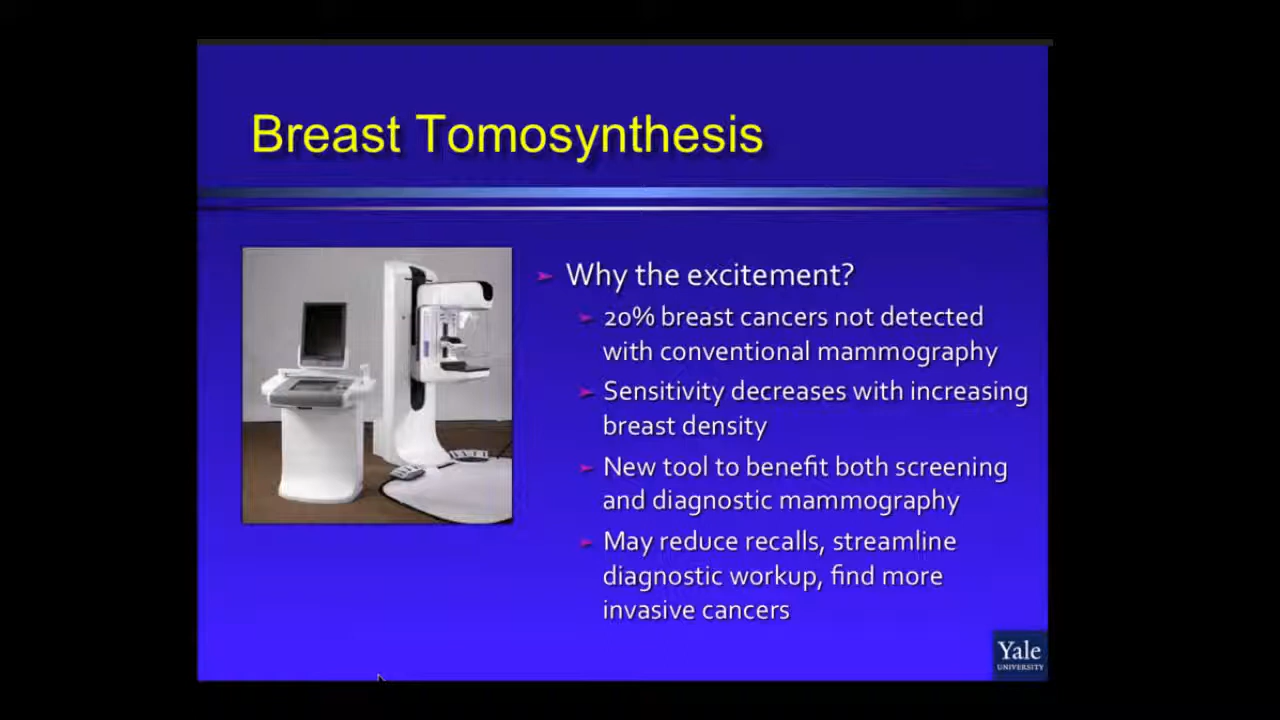 Breast Tomosynthesis
Why the excitement?
20% breast cancers not detected
with conventional mammography
Sensitivity decreases with increasing
breast density
New tool to benefit both screening
and diagnostic mammography
May reduce recalls, streamline
diagnostic workup, find more
invasive cancers
Yale
UNIVERSITY